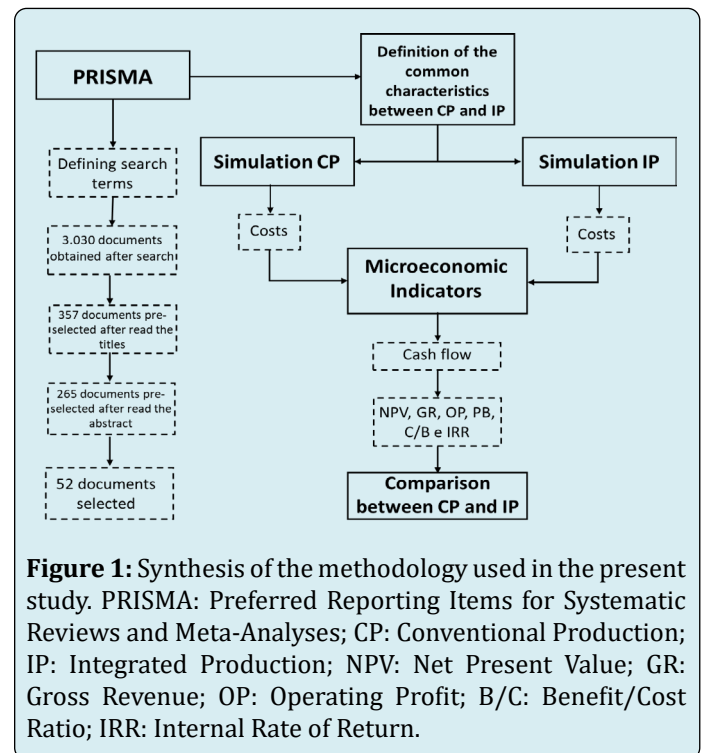 PRISMA
Definition of the
common
characteristics
between CP and IP
Defining search
terms
3.030 documents
obtained after search
357 documents pre-
selected after read the
titles
265 documents pre-
selected after read the
abstract
52 documents
selected
Simulation CP
Simulation IP
Costs
Costs
Microeconomic
Indicators
Cash flow
NPV, GR, OP, PB,
C/B e IRR
Comparison
between CP and IP
Figure 1: Synthesis of the methodology used in the present
study. PRISMA: Preferred Reporting Items for Systematic
Reviews and Meta-Analyses; CP: Conventional Production;
IP: Integrated Production; NPV: Net Present Value; GR:
Gross Revenue; OP: Operating Profit; B/C: Benefit/Cost
Ratio; IRR: Internal Rate of Return.